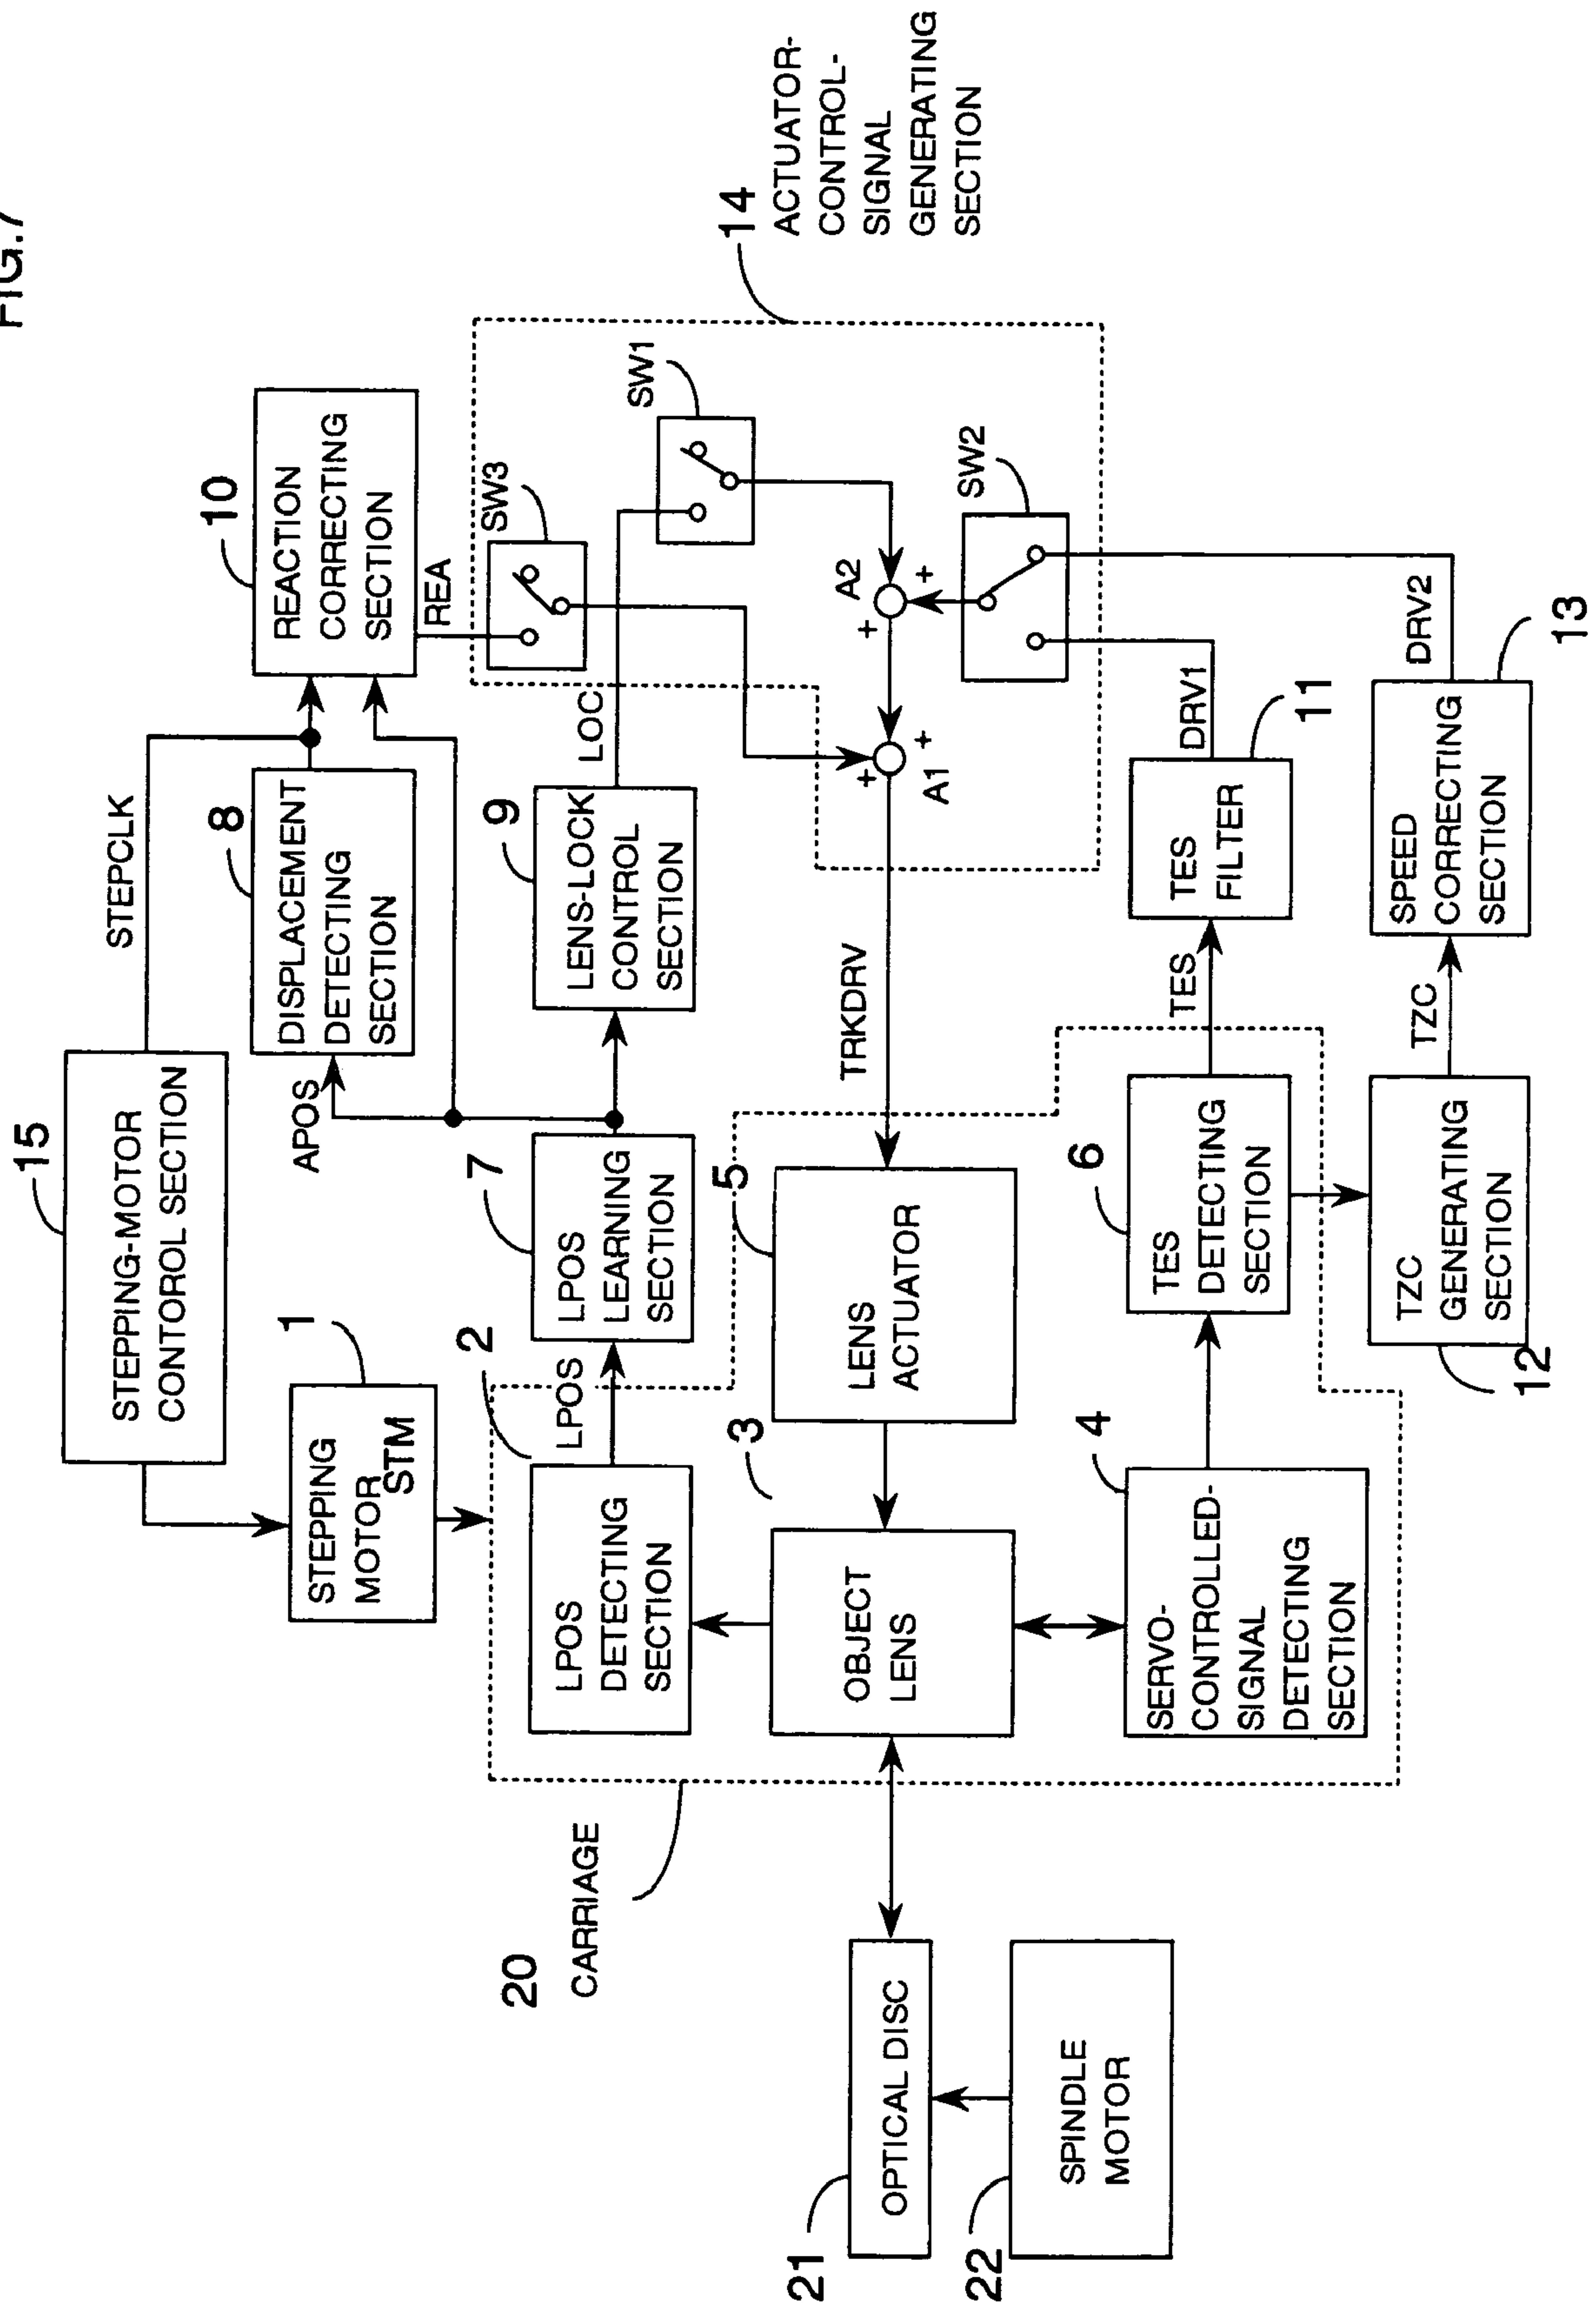 FIG.7
15
STEPPING-MOTOR
CONTOROL SECTION
STEPCLK
1
STEPPING
MOTOR
STM
8
DISPLACEMENT
DETECTING
SECTION
APOS
10
REACTION
CORRECTING
SECTION
REA
2
LPOS
DETECTING
SECTION
LPOS
7
LPOS
LEARNING
SECTION
9
LENS-LOCK
CONTROL
SECTION
LOC
SW3
SW1
14
ACTUATOR-
CONTROL-
SIGNAL
GENERATING
SECTION
20
CARRIAGE
3
OBJECT
LENS
5
LENS
ACTUATOR
TRKDRV
+
+
A1
A2
+
+
SW2
21
OPTICAL DISC
22
SPINDLE
MOTOR
4
SERVO-
CONTROLLED-
SIGNAL
DETECTING
SECTION
6
TES
DETECTING
SECTION
TES
TES
FILTER
11
DRV1
12
TZC
GENERATING
SECTION
TZC
SPEED
CORRECTING
SECTION
13
DRV2